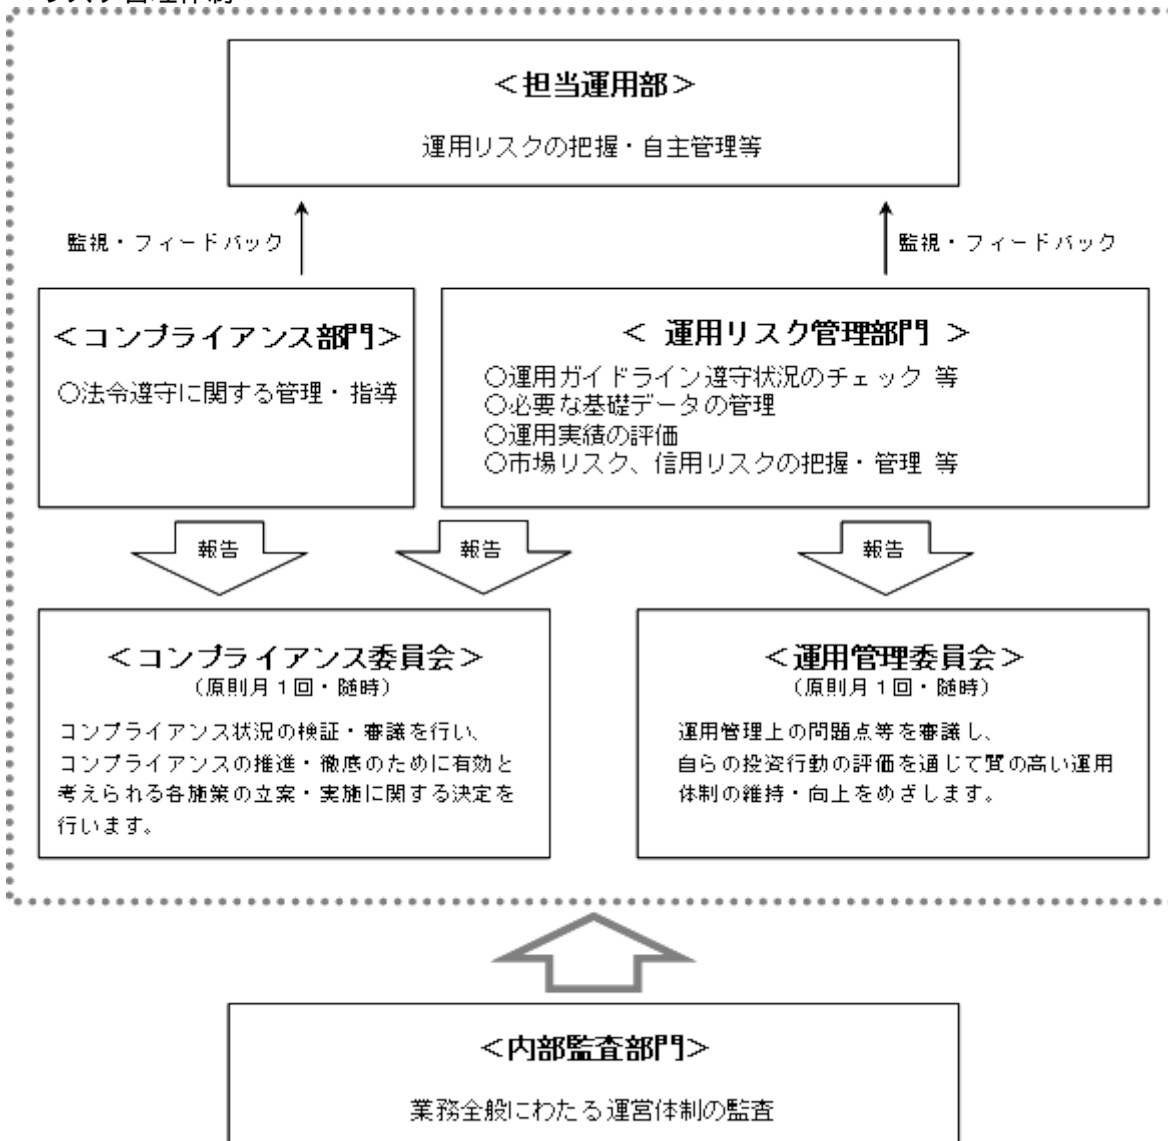 リスク管理体制
＜担当運用部＞
運用リスクの把握・自主管理等
監視・フィードバック
監視・フィードバック
＜コンプライアンス部門＞
○法令遵守に関する管理・指導
＜ 運用リスク管理部門 ＞
○運用ガイドライン遵守状況のチェック 等
○必要な基礎データの管理
○運用実績の評価
○市場リスク、信用リスクの把握・管理 等
報告
報告
報告
＜コンプライアンス委員会＞
（原則月１回・随時）
コンプライアンス状況の検証・審議を行い、
コンプライアンスの推進・徹底のために有効と
考えられる各施策の立案・実施に関する決定を
行います。
＜運用管理委員会＞
（原則月１回・随時）
運用管理上の問題点等を審議し、
自らの投資行動の評価を通じて質の高い運用
体制の維持・向上をめざします。
＜内部監査部門＞
業務全般にわたる運営体制の監査